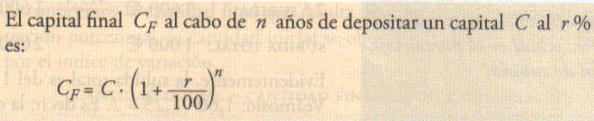 El capital final C_F al cabo de n años de depositar un capital C al r %
es:
C_F = C · (1 + r/100)^n